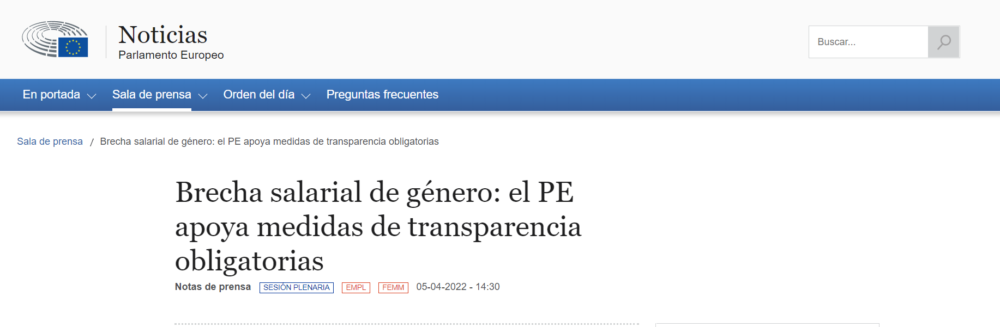 Noticias
Parlamento Europeo
Buscar...
En portada Sala de prensa Orden del día Preguntas frecuentes
Sala de prensa / Brecha salarial de género: el PE apoya medidas de transparencia obligatorias
Brecha salarial de género: el PE
apoya medidas de transparencia
obligatorias
Notas de prensa SESIÓN PLENARIA EMPL FEMM 05-04-2022 - 14:30